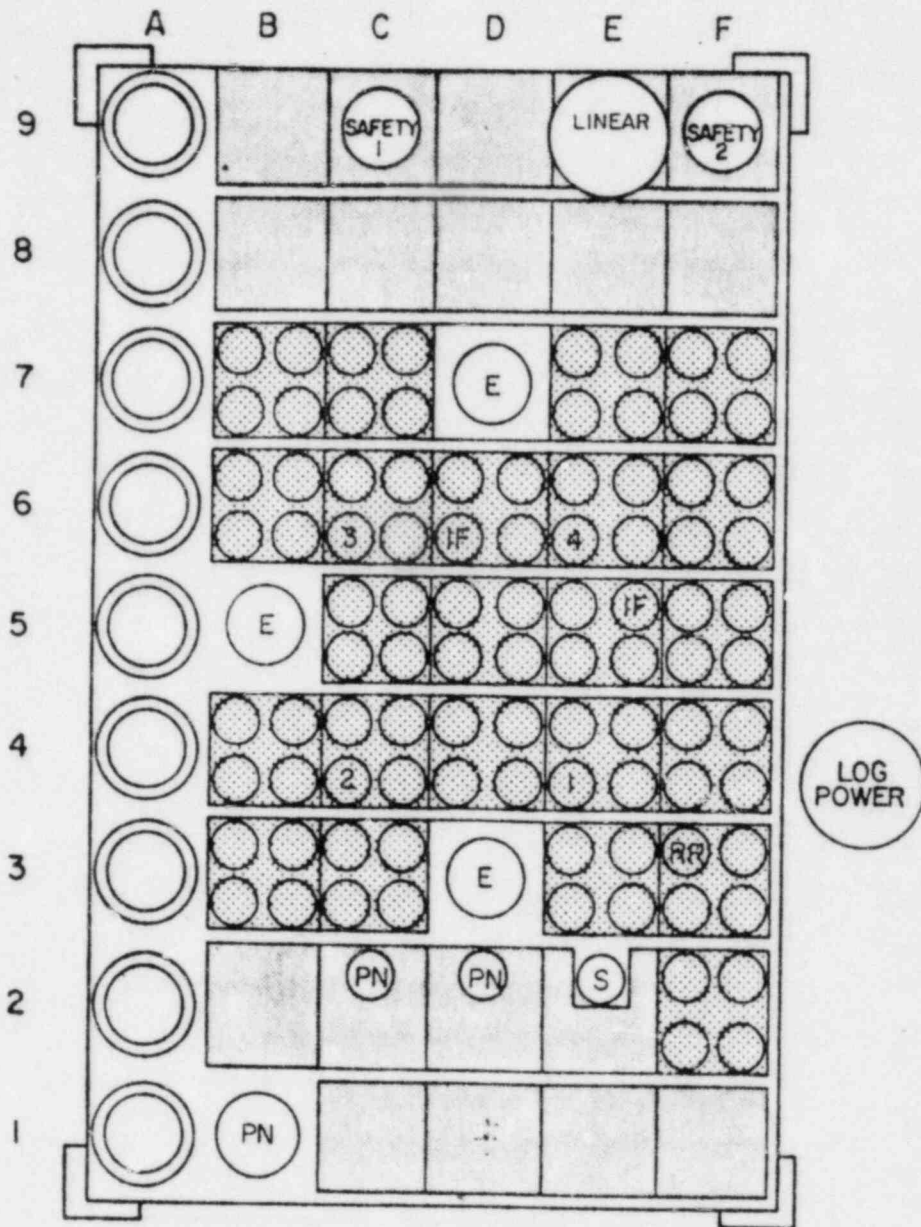 A B C D E F
9 SAFETY 1 LINEAR SAFETY 2
8
7 E
6 3 IF 4
5 E IF
4 2 1
LOG
POWER
3 E RR
2 PN PN S
1 PN